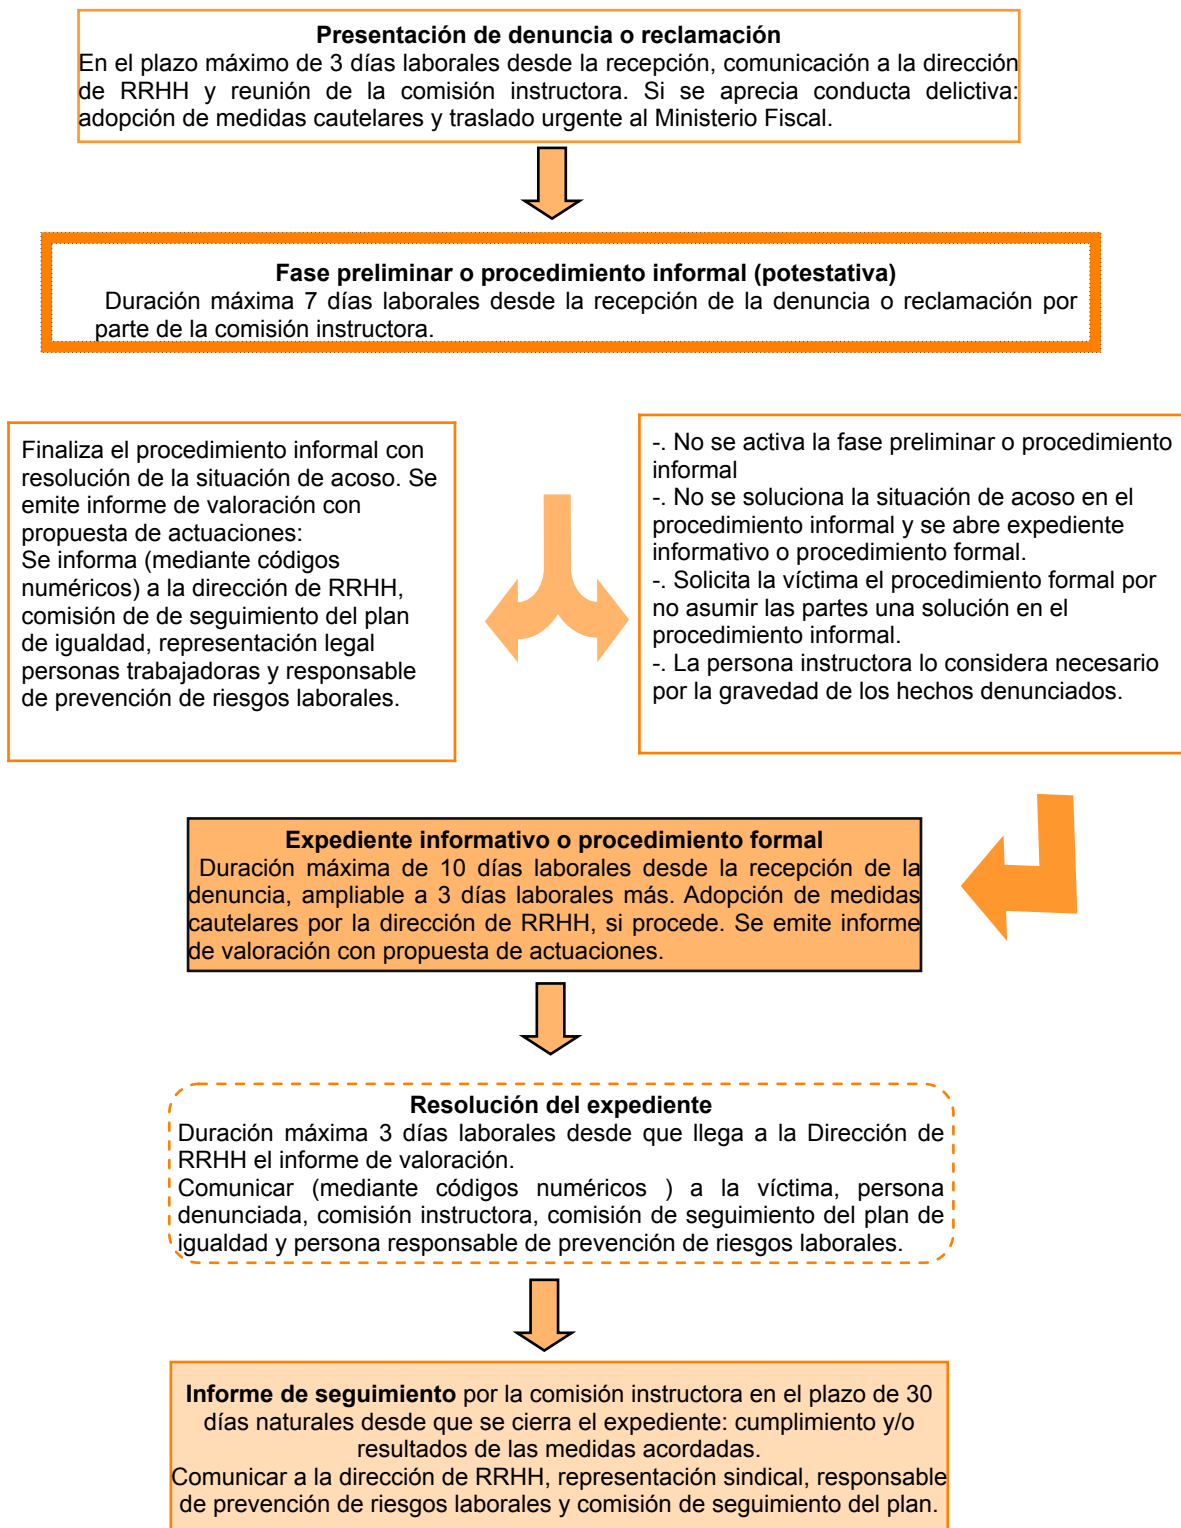 Presentación de denuncia o reclamación
En el plazo máximo de 3 días laborales desde la recepción, comunicación a la dirección
de RRHH y reunión de la comisión instructora. Si se aprecia conducta delictiva:
adopción de medidas cautelares y traslado urgente al Ministerio Fiscal.
Fase preliminar o procedimiento informal (potestativa)
Duración máxima 7 días laborales desde la recepción de la denuncia o reclamación por
parte de la comisión instructora.
Finaliza el procedimiento informal con
resolución de la situación de acoso. Se
emite informe de valoración con
propuesta de actuaciones:
Se informa (mediante códigos
numéricos) a la dirección de RRHH,
comisión de de seguimiento del plan
de igualdad, representación legal
personas trabajadoras y responsable
de prevención de riesgos laborales.
-. No se activa la fase preliminar o procedimiento
informal
-. No se soluciona la situación de acoso en el
procedimiento informal y se abre expediente
informativo o procedimiento formal.
-. Solicita la víctima el procedimiento formal por
no asumir las partes una solución en el
procedimiento informal.
-. La persona instructora lo considera necesario
por la gravedad de los hechos denunciados.
Expediente informativo o procedimiento formal
Duración máxima de 10 días laborales desde la recepción de la
denuncia, ampliable a 3 días laborales más. Adopción de medidas
cautelares por la dirección de RRHH, si procede. Se emite informe
de valoración con propuesta de actuaciones.
Resolución del expediente
Duración máxima 3 días laborales desde que llega a la Dirección de
RRHH el informe de valoración.
Comunicar (mediante códigos numéricos ) a la víctima, persona
denunciada, comisión instructora, comisión de seguimiento del plan de
igualdad y persona responsable de prevención de riesgos laborales.
Informe de seguimiento por la comisión instructora en el plazo de 30
días naturales desde que se cierra el expediente: cumplimiento y/o
resultados de las medidas acordadas.
Comunicar a la dirección de RRHH, representación sindical, responsable
de prevención de riesgos laborales y comisión de seguimiento del plan.